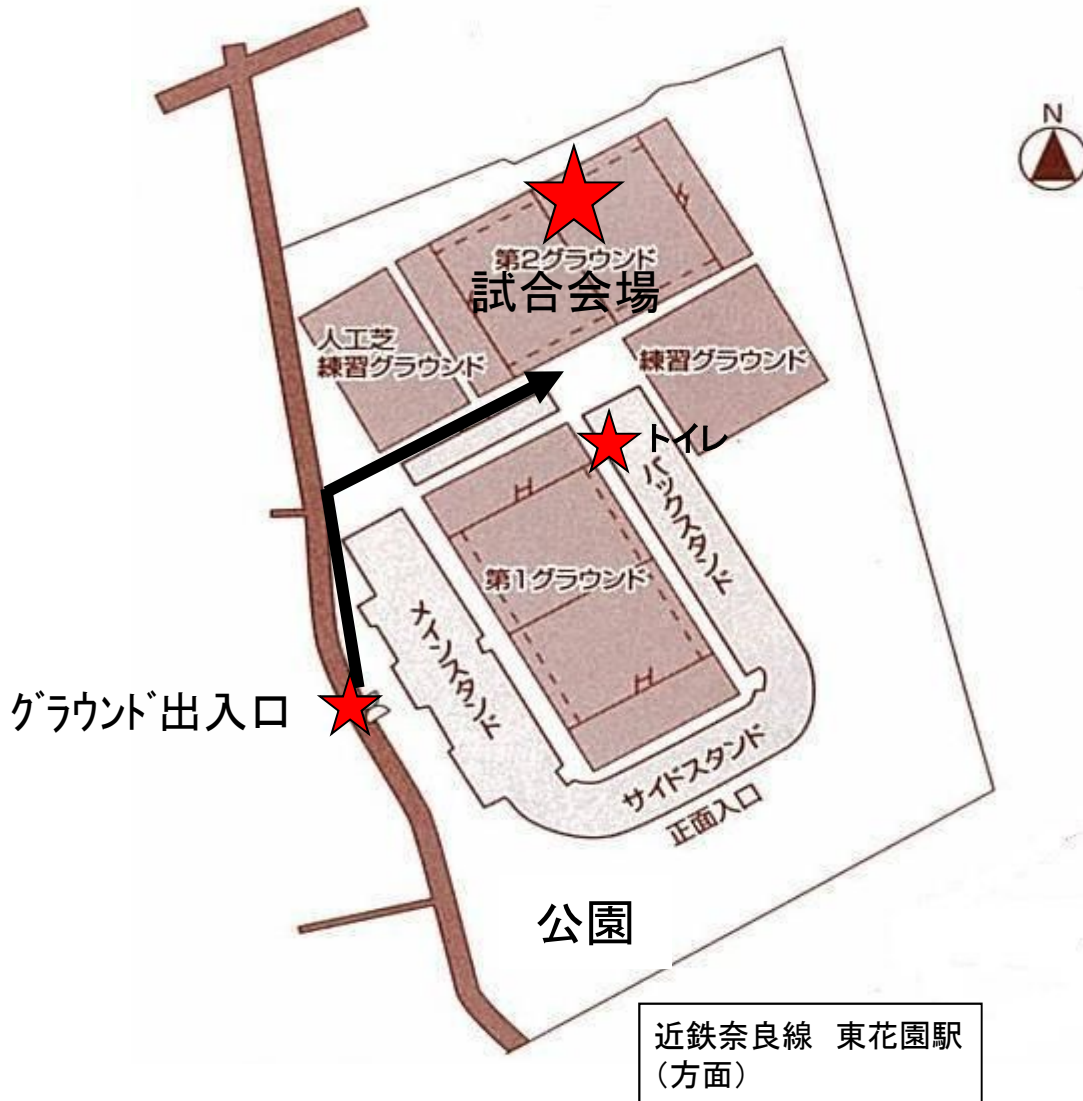 N
第2グラウンド
試合会場
人工芝
練習グラウンド
練習グラウンド
トイレ
バックスタンド
第1グラウンド
メインスタンド
ｸﾞﾗｳﾝﾄﾞ出入口
サイドスタンド
正面入口
公園
近鉄奈良線　東花園駅
（方面）